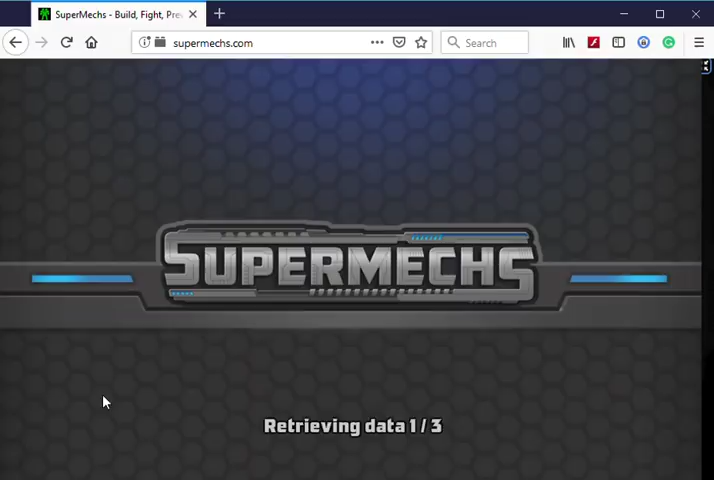 SuperMechs - Build, Fight, Pre
supermechs.com
Search
SUPERMECHS
Retrieving data 1 / 3